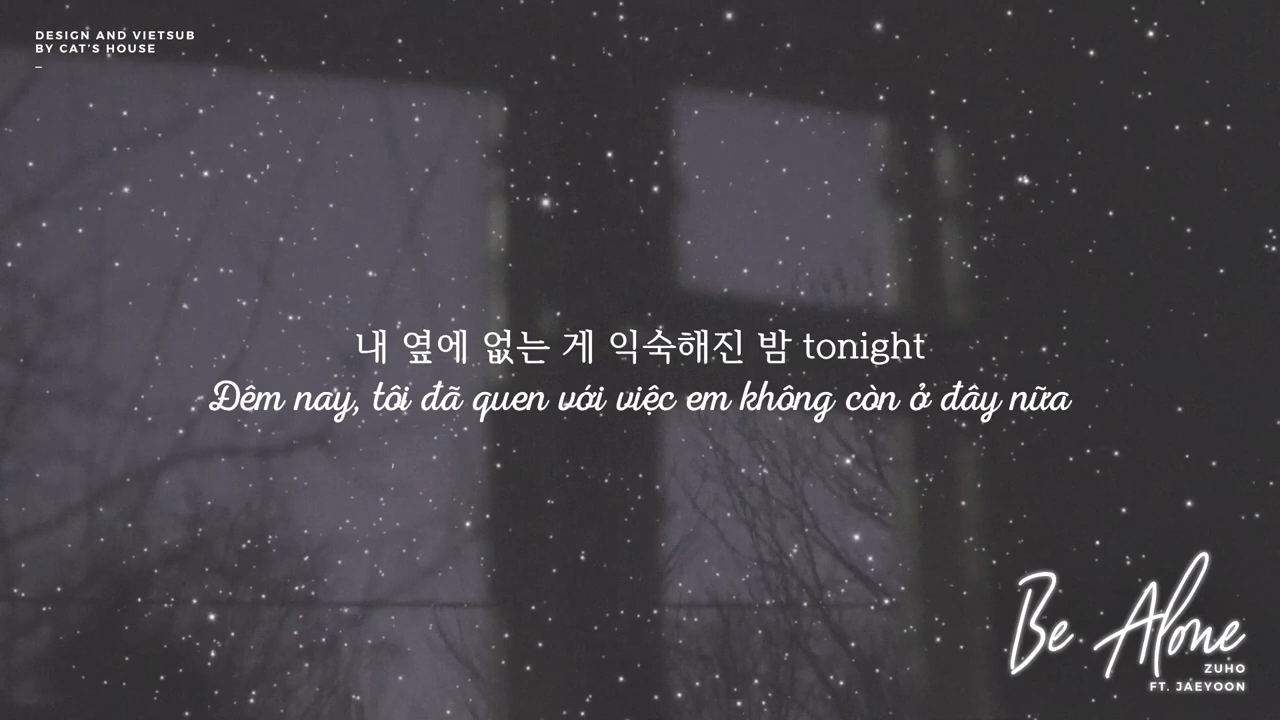 DESIGN AND VIETSUB
BY CAT'S HOUSE
내 옆에 없는 게 익숙해진 밤 tonight
Đêm nay, tôi đã quen với việc em không còn ở đây nữa
Be Alone
ZUHO
FT. JAEYOON